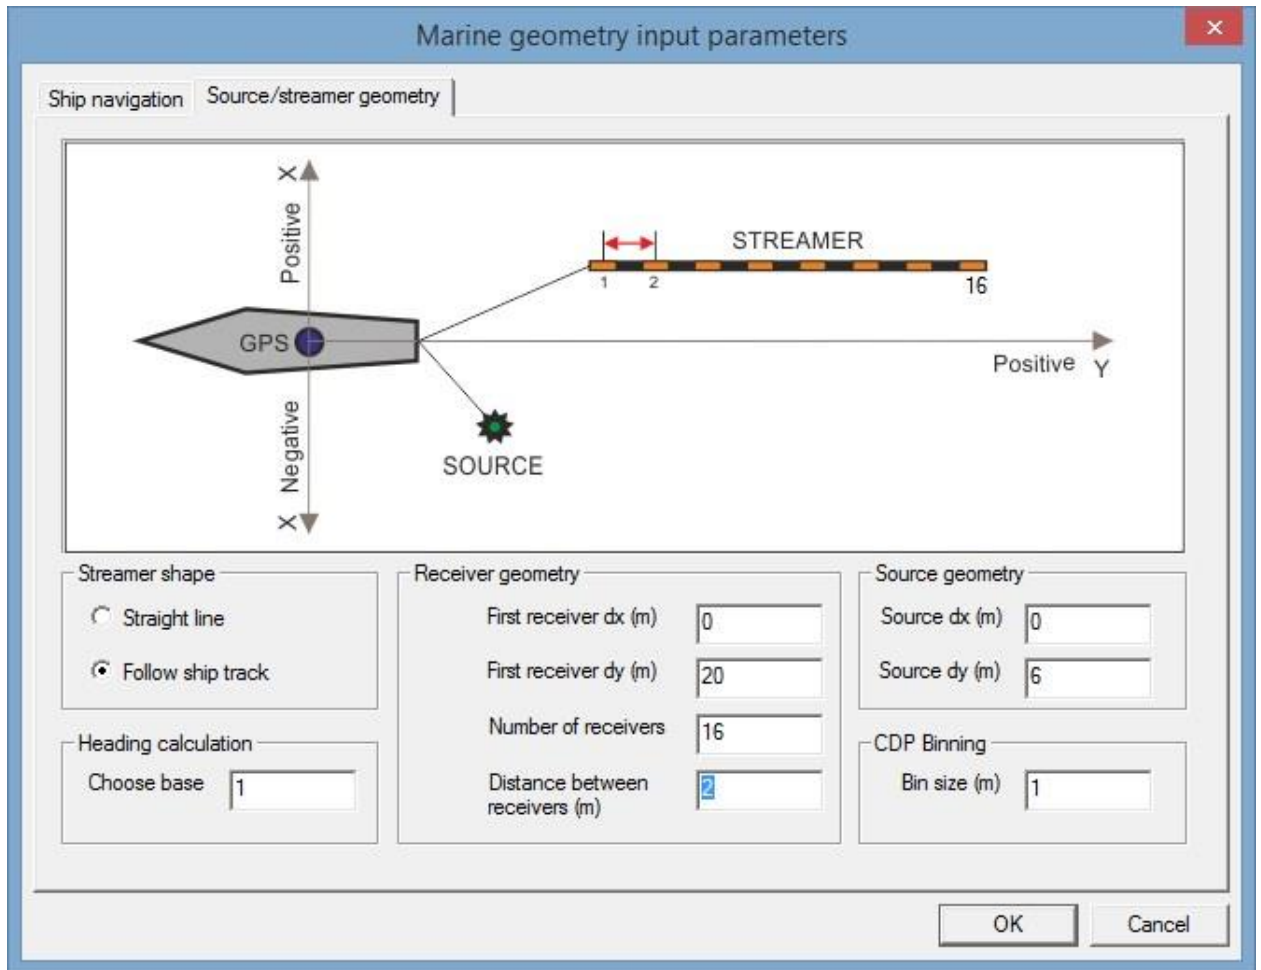 Marine geometry input parameters
Ship navigation
Source/streamer geometry
X
Positive
GPS
Negative
X
STREAMER
1 2 16
Positive Y
SOURCE
Streamer shape
Straight line
Follow ship track
Heading calculation
Choose base 1
Receiver geometry
First receiver dx (m) 0
First receiver dy (m) 20
Number of receivers 16
Distance between
receivers (m) 2
Source geometry
Source dx (m) 0
Source dy (m) 6
CDP Binning
Bin size (m) 1
OK
Cancel